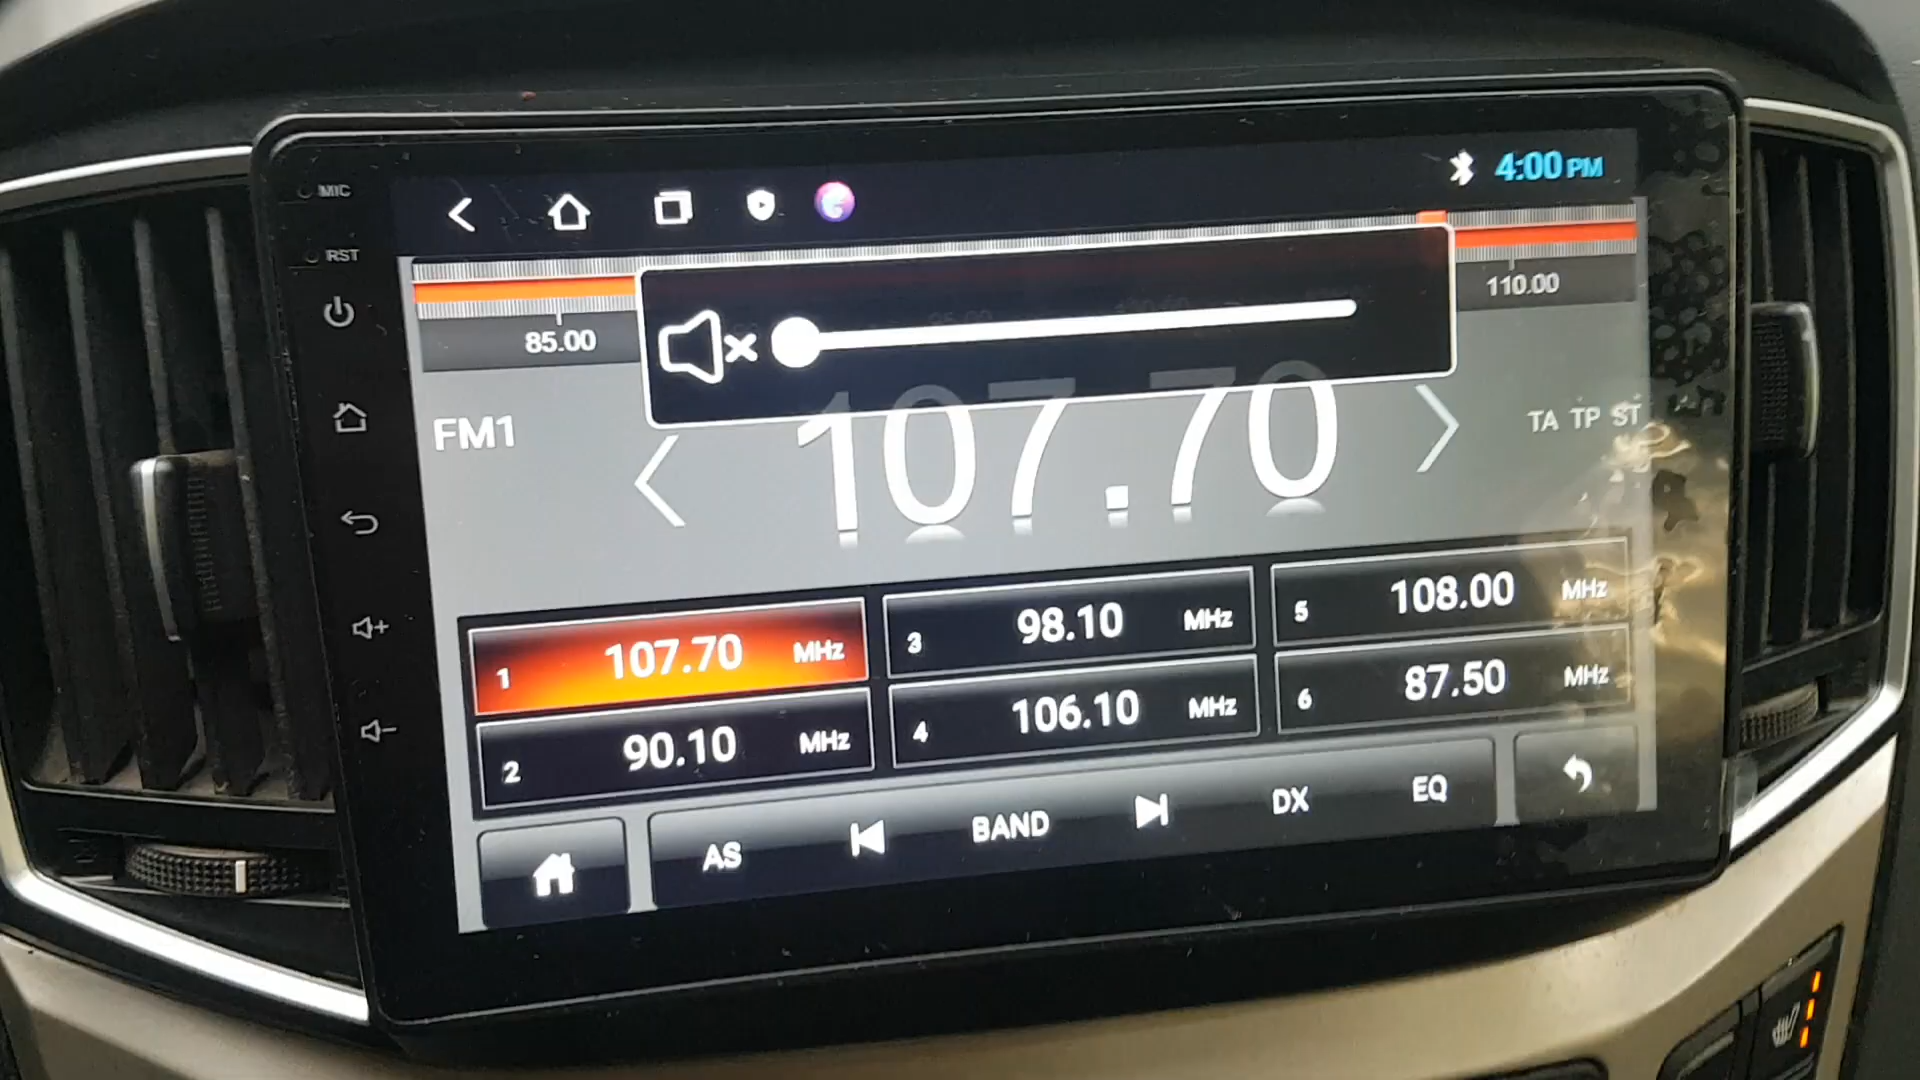 MIC
4:00 PM
RST
85.00
110.00
FM1
107.70
TA TP ST
1 107.70 MHz
3 98.10 MHz
5 108.00 MHz
2 90.10 MHz
4 106.10 MHz
6 87.50 MHz
AS
BAND
DX
EQ